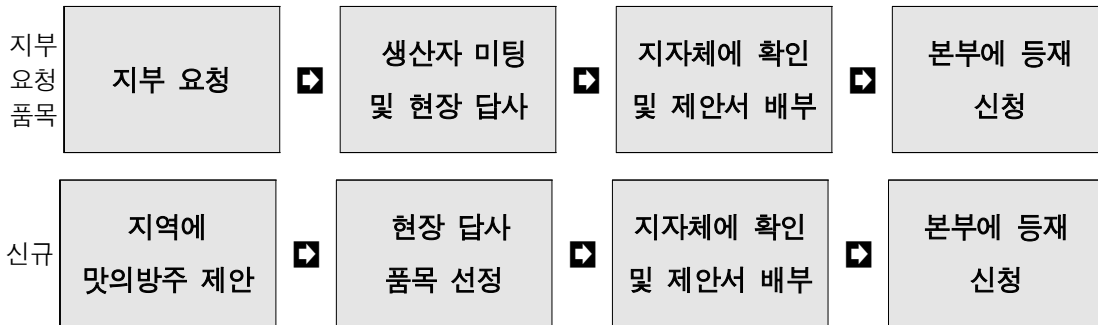 지부
요청
품목
지부 요청
생산자 미팅
및 현장 답사
지자체에 확인
및 제안서 배부
본부에 등재
신청
신규
지역에
맛의방주 제안
현장 답사
품목 선정
지자체에 확인
및 제안서 배부
본부에 등재
신청